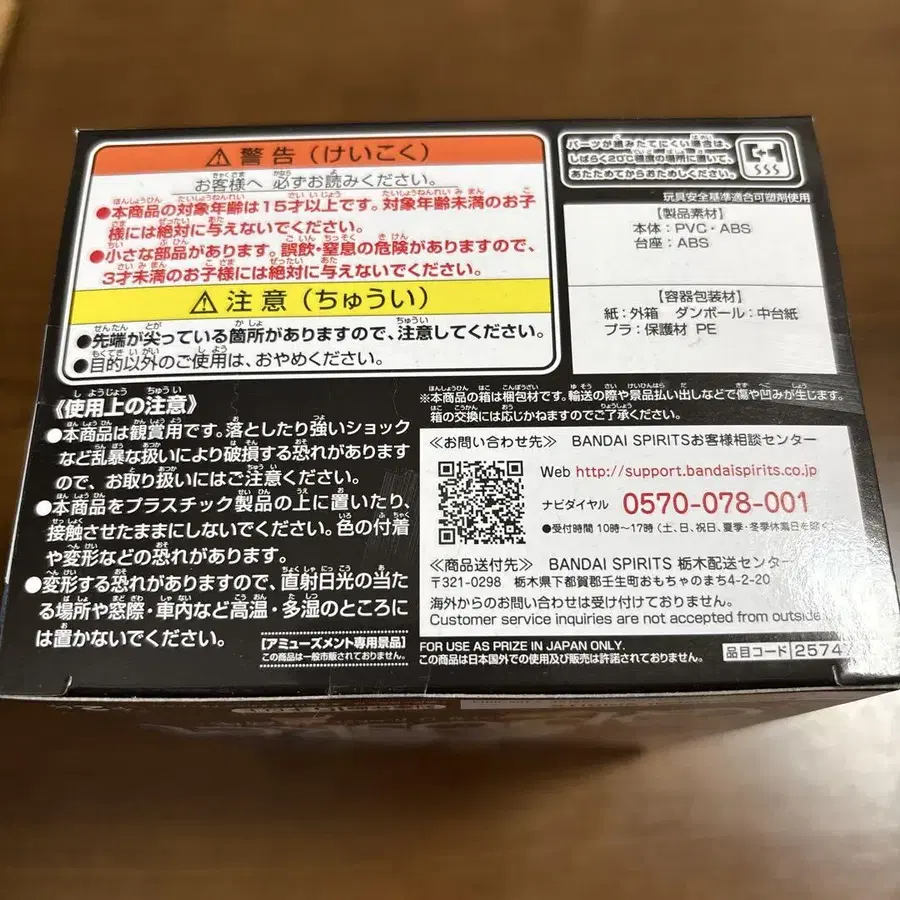 ⚠警告（けいこく）
お客様へ 必ずお読みください。
●本商品の対象年齢は15才以上です。対象年齢未満のお子
様には絶対に与えないでください。
●小さな部品があります。誤飲・窒息の危険がありますので、
3才未満のお子様には絶対に与えないでください。
⚠注意（ちゅうい）
●先端が尖っている箇所がありますので、注意してください。
●目的以外のご使用は、おやめください。
《使用上の注意》
●本商品は観賞用です。落としたり強いショック
など乱暴な扱いにより破損する恐れがあります
ので、お取り扱いにはご注意ください。
●本商品をプラスチック製品の上に置いたり、
接触させたままにしないでください。色の付着
や変形などの恐れがあります。
●変形する恐れがありますので、直射日光の当た
る場所や窓際・車内など高温・多湿のところに
は置かないでください。
【アミューズメント専用景品】
この商品は一般市販されておりません。
パーツが組みたてにくい場合は、
しばらく20℃程度の場所に置いて、
あたためてからおためしください。
玩具安全基準適合可塑剤使用
【製品素材】
本体：PVC・ABS
台座：ABS
【容器包装材】
紙：外箱 ダンボール：中台紙
プラ：保護材 PE
※本商品の箱は梱包材です。輸送の際や景品払い出しなどで傷や凹みが生じます。
箱の交換には応じかねますのでご了承ください。
≪お問い合わせ先≫ BANDAI SPIRITSお客様相談センター
Web http://support.bandaispirits.co.jp
ナビダイヤル 0570-078-001
●受付時間 10時〜17時（土、日、祝日、夏季・冬季休業日を除く）
≪商品送付先≫ BANDAI SPIRITS 栃木配送センター
〒321-0298 栃木県下都賀郡壬生町おもちゃのまち4-2-20
海外からのお問い合わせは受け付けておりません。
Customer service inquiries are not accepted from outside
FOR USE AS PRIZE IN JAPAN ONLY.
この商品は日本国外での使用及び販売は許諾されておりません。
品目コード 2574